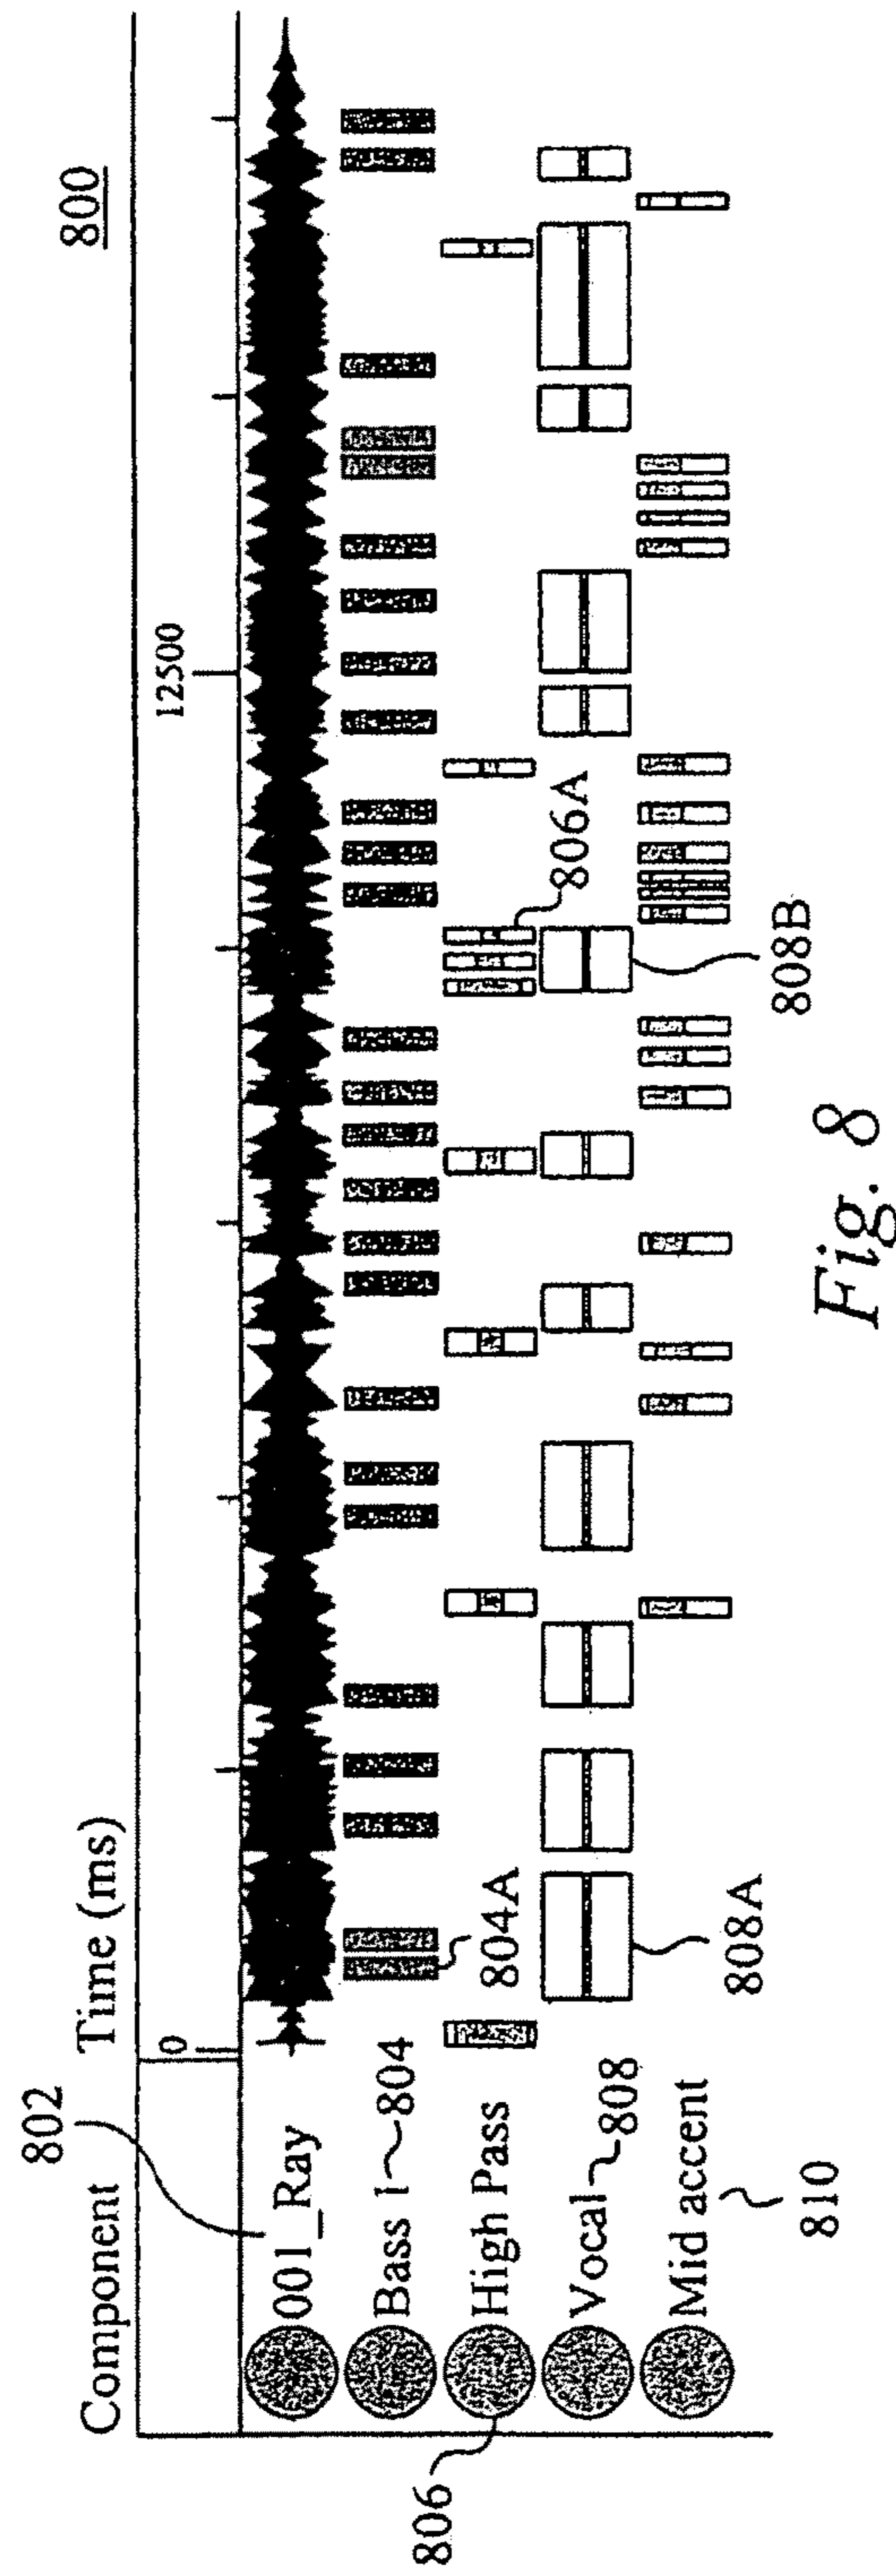 800
802
Component
Time (ms)
0
12500
001_Ray
Bass 1
804
804A
806
High Pass
806A
Vocal
808
808A
808B
Mid accent
810
Fig. 8